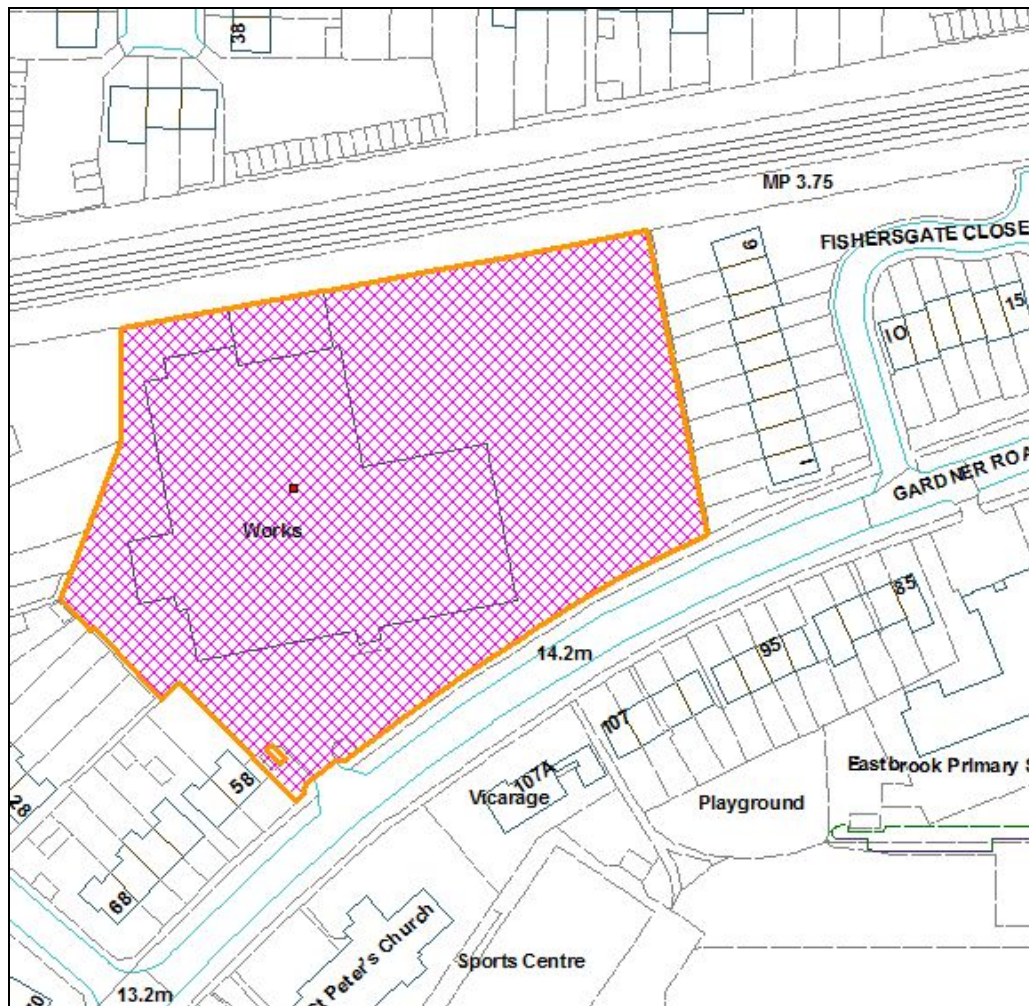 38
MP 3.75
6
FISHERSGATE CLOSE
15
10
1
GARDNER ROA
Works
85
14.2m
95
107
107A
Vicarage
Playground
Eastbrook Primary S
58
28
68
St Peter's Church
Sports Centre
13.2m